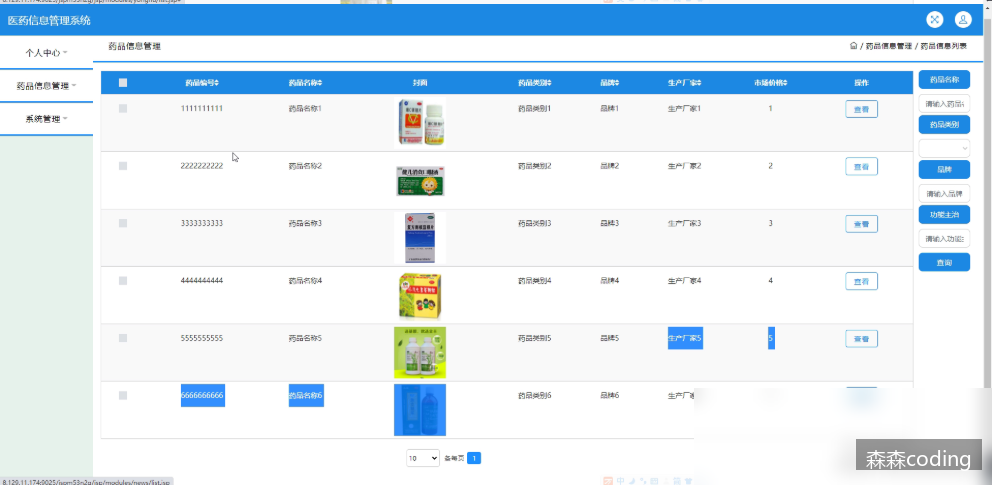 医药信息管理系统
个人中心
药品信息管理
系统管理
药品信息管理
/ 药品信息管理 / 药品信息列表
药品编号 药品名称 封面 药品类别 品牌 生产厂家 市场价格 操作
1111111111 药品名称1 药品类别1 品牌1 生产厂家1 1 查看
2222222222 药品名称2 药品类别2 品牌2 生产厂家2 2 查看
3333333333 药品名称3 药品类别3 品牌3 生产厂家3 3 查看
4444444444 药品名称4 药品类别4 品牌4 生产厂家4 4 查看
5555555555 药品名称5 药品类别5 品牌5 生产厂家5 5 查看
6666666666 药品名称6 药品类别6 品牌6 生产厂家
药品名称
请输入药品
药品类别
品牌
请输入品牌
功能主治
请输入功能
查询
10 条每页 1
森森coding
8.129.11.174:9025/jspm53n2g/jsp/modules/news/list.jsp